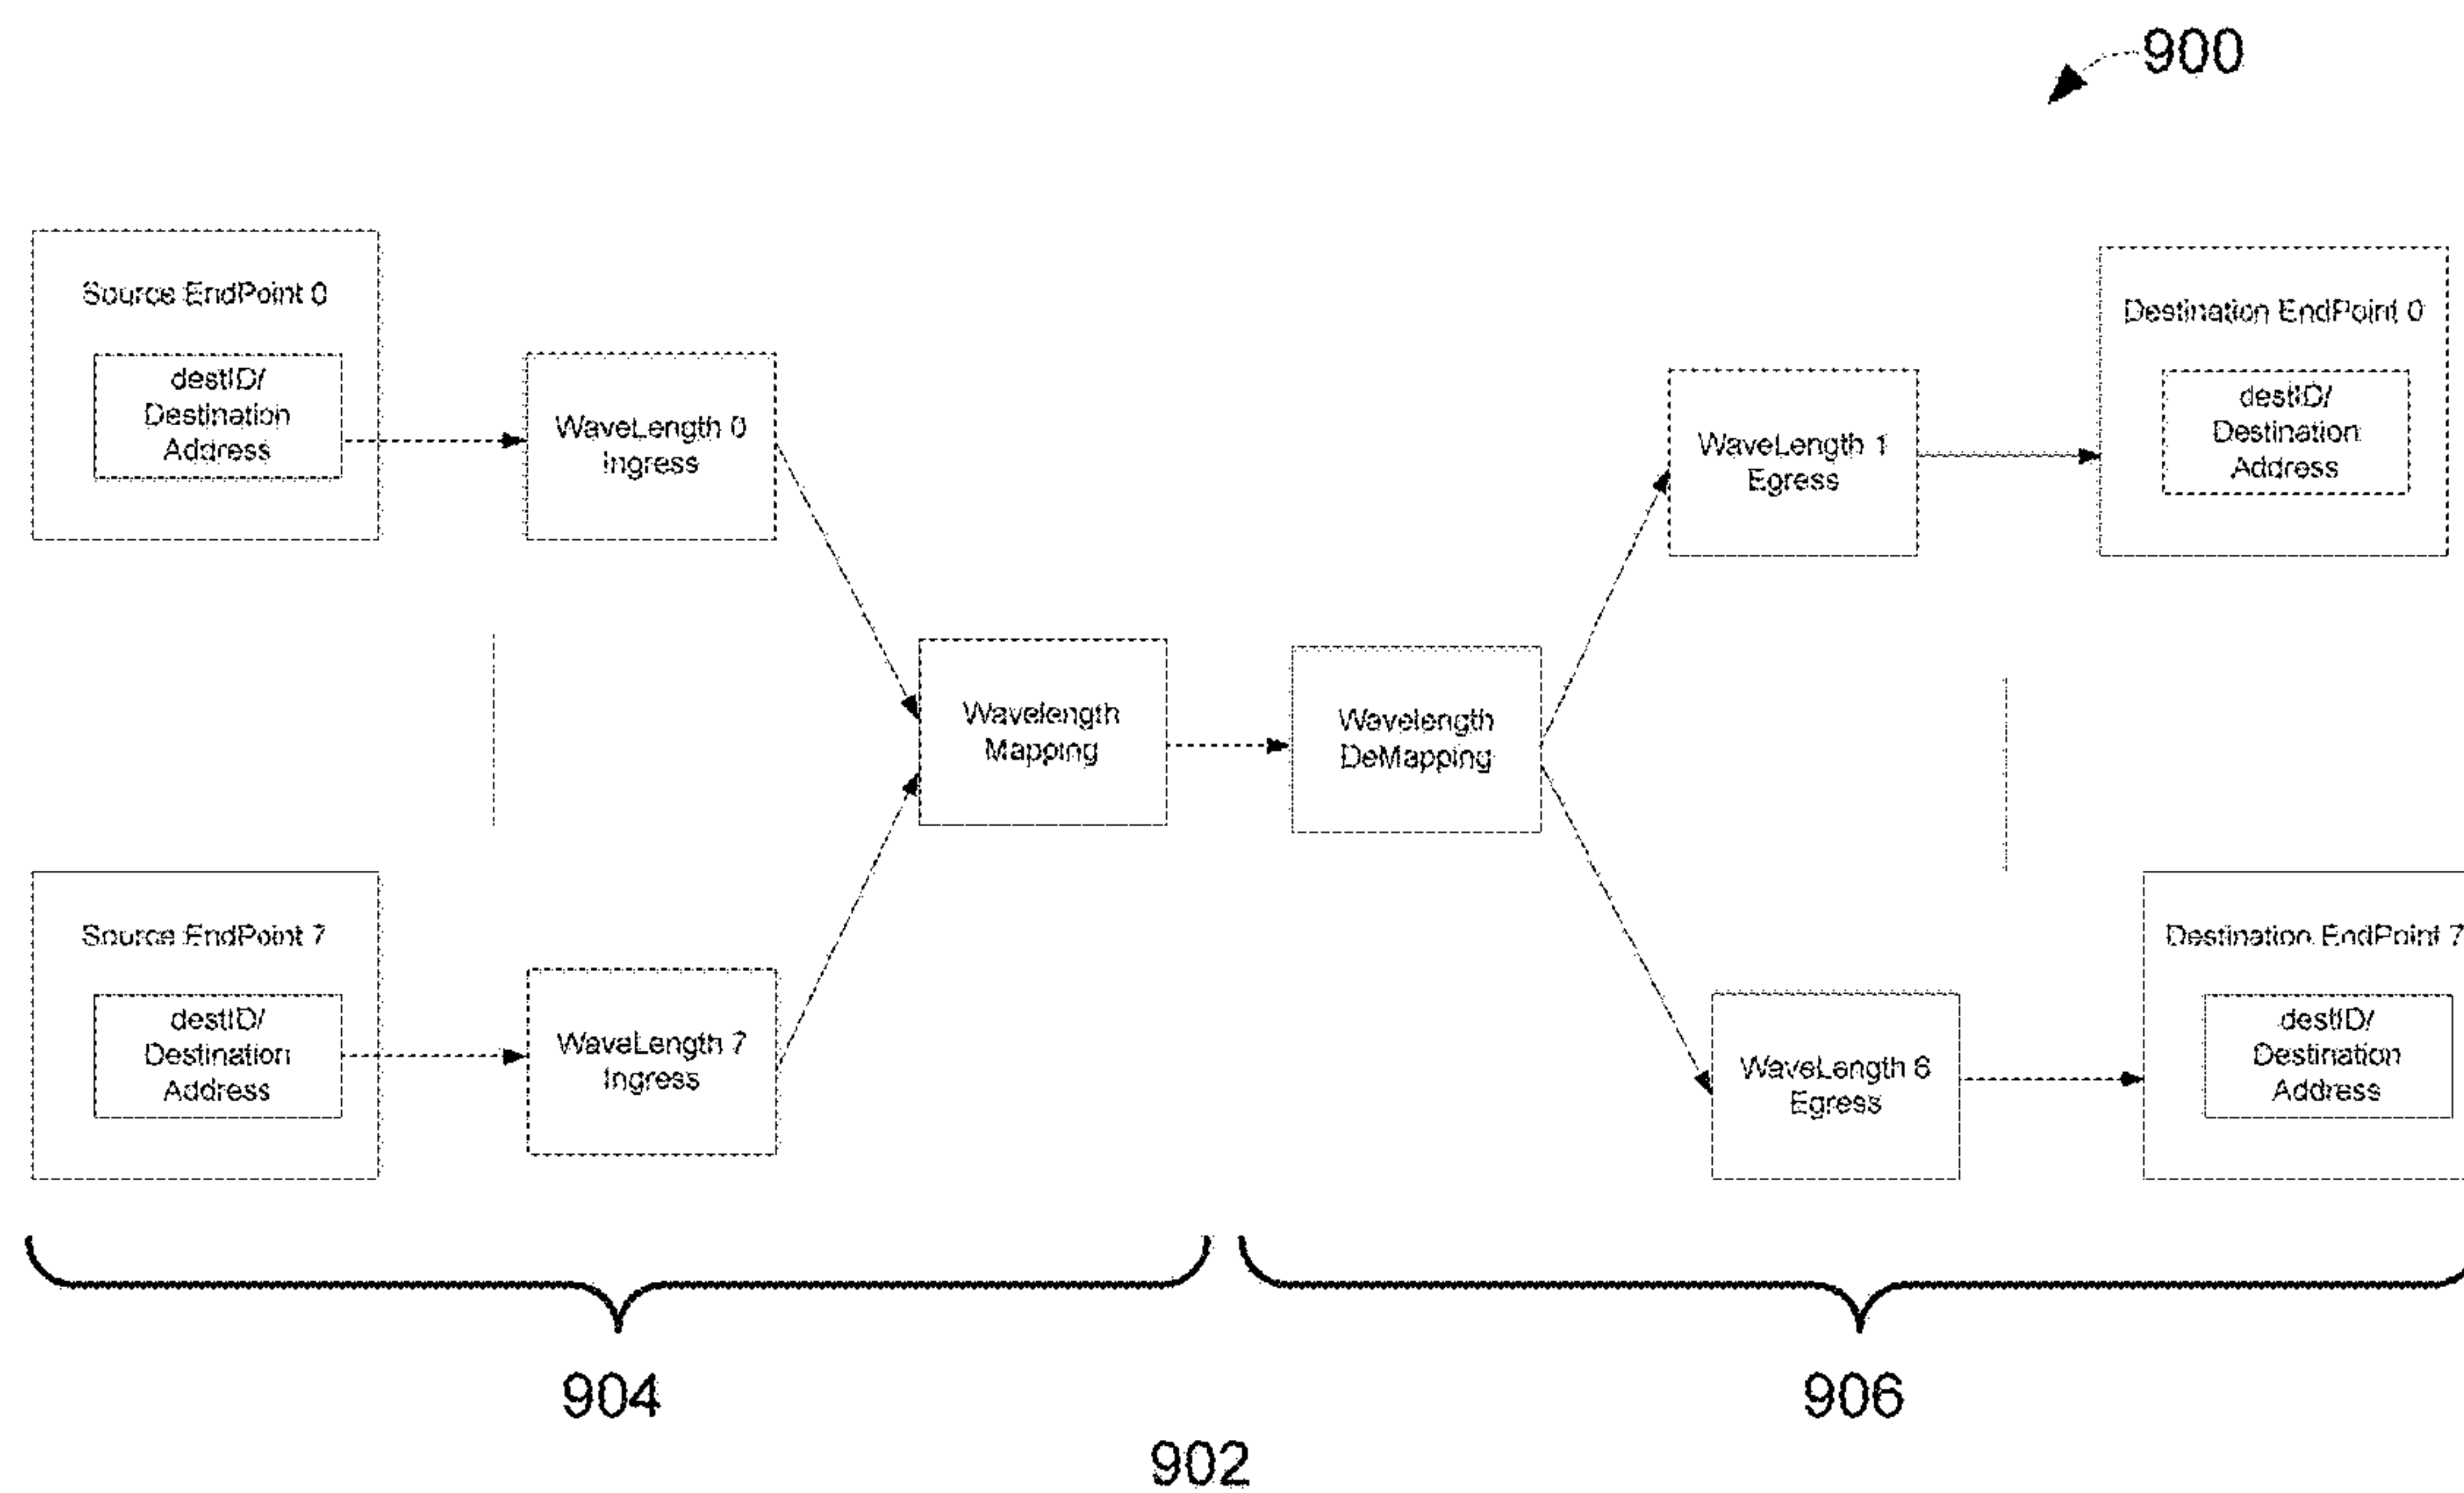 900
Source EndPoint 0
destID/
Destination
Address
WaveLength 0
Ingress
WaveLength 1
Egress
Destination EndPoint 0
destID/
Destination
Address
Wavelength
Mapping
Wavelength
DeMapping
Source EndPoint 7
destID/
Destination
Address
WaveLength 7
Ingress
WaveLength 6
Egress
Destination EndPoint 7
destID/
Destination
Address
904
906
902